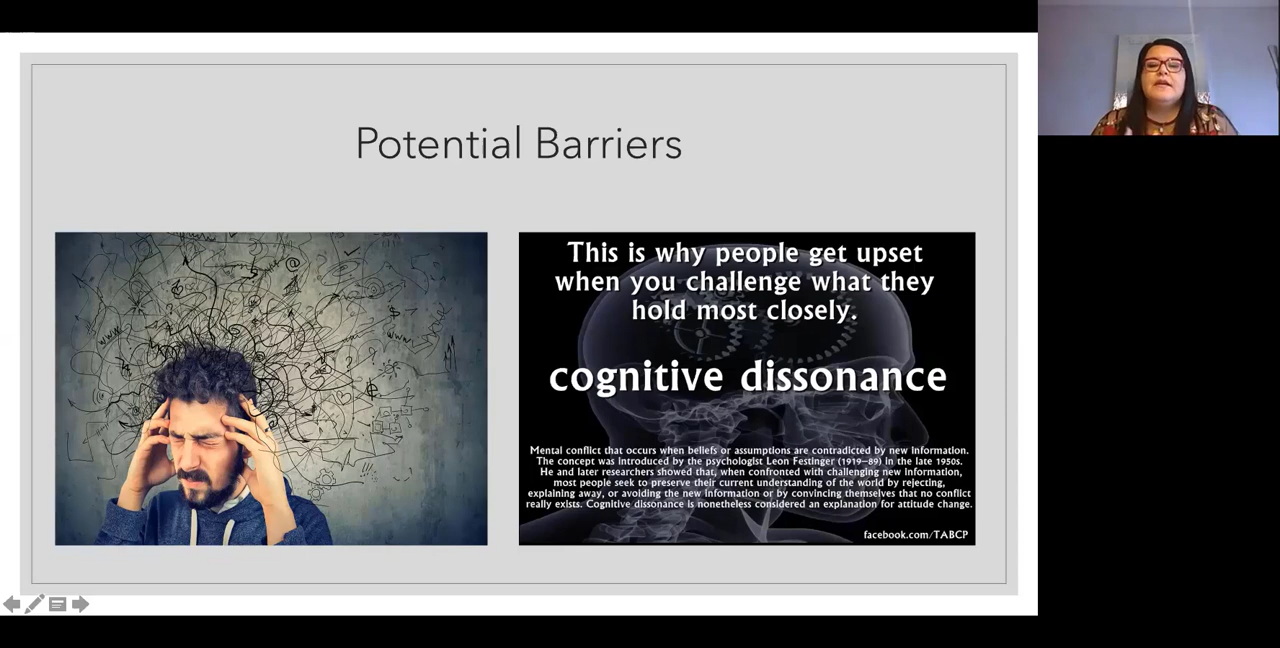 Potential Barriers
This is why people get upset
when you challenge what they
hold most closely.
cognitive dissonance
Mental conflict that occurs when beliefs or assumptions are contradicted by new information.
The concept was introduced by the psychologist Leon Festinger (1919–89) in the late 1950s.
He and later researchers showed that, when confronted with challenging new information,
most people seek to preserve their current understanding of the world by rejecting,
explaining away, or avoiding the new information or by convincing themselves that no conflict
really exists. Cognitive dissonance is nonetheless considered an explanation for attitude change.
facebook.com/TABCP
@
www
$
www